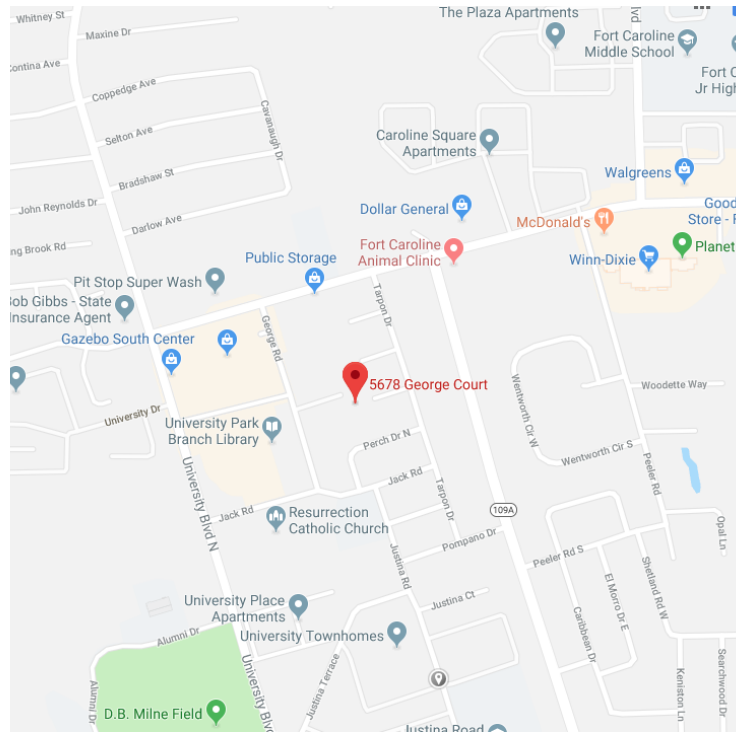 Whitney St
Maxine Dr
The Plaza Apartments
Blvd
Fort Caroline
Middle School
Fort C
Jr High
ontina Ave
Coppedge Ave
Cavanaugh Dr
Selton Ave
Caroline Square
Apartments
Bradshaw St
Walgreens
John Reynolds Dr
Dollar General
Good
Store - F
McDonald's
Darlow Ave
ng Brook Rd
Fort Caroline
Animal Clinic
Planet
Public Storage
Winn-Dixie
Pit Stop Super Wash
Tarpon Dr
Bob Gibbs - State
Insurance Agent
George Rd
Gazebo South Center
5678 George Court
Wentworth Cir W
Woodette Way
University Dr
University Park
Branch Library
Perch Dr N
Wentworth Cir S
University Blvd N
Jack Rd
Peeler Rd
Tarpon Dr
Jack Rd
109A
Resurrection
Catholic Church
Opal Ln
Pompano Dr
Peeler Rd S
Justina Rd
Shetland Rd W
El Morro Dr E
University Place
Apartments
Justina Ct
Caribbean Dr
Alumni Dr
University Townhomes
Justina Terrace
University Blvd
Searchwood Dr
Keniston Ln
Alumni Dr
D.B. Milne Field
Justina Road